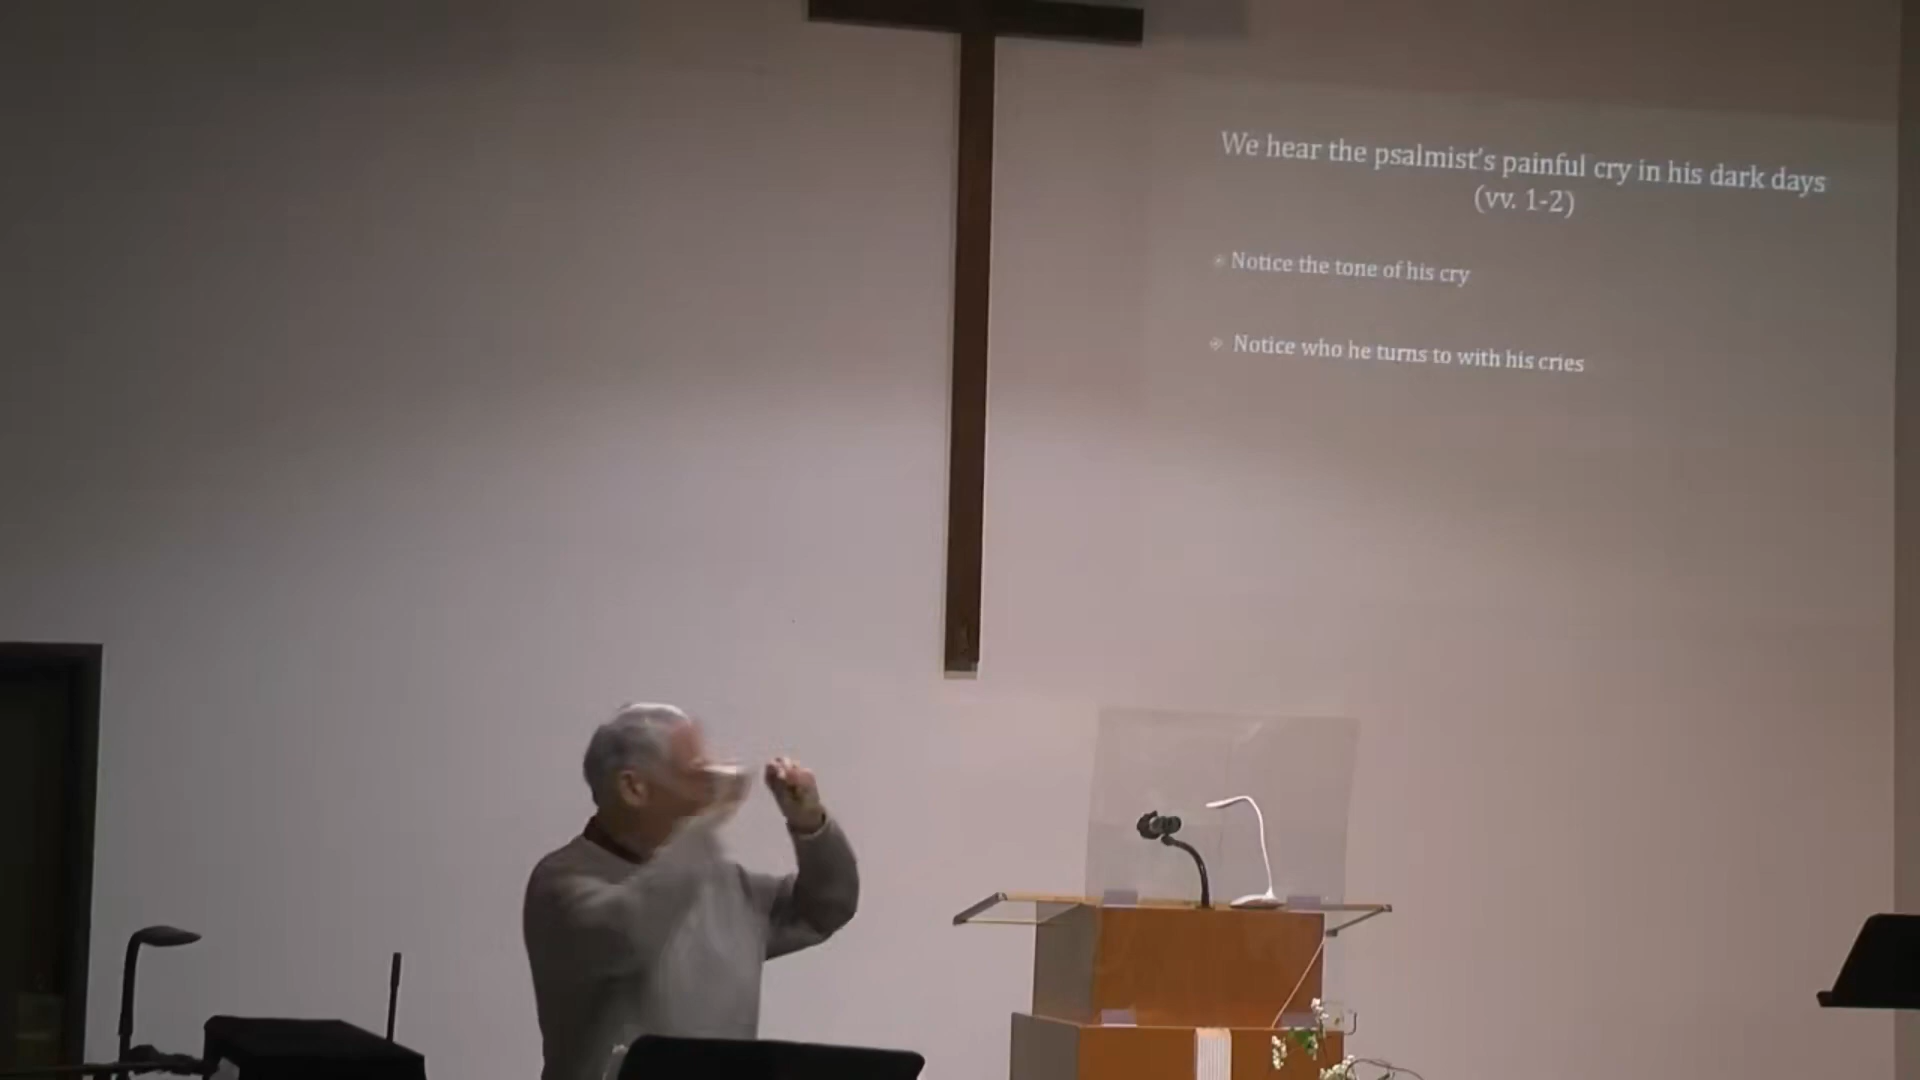 We hear the psalmist's painful cry in his dark days
(vv. 1-2)
Notice the tone of his cry
Notice who he turns to with his cries